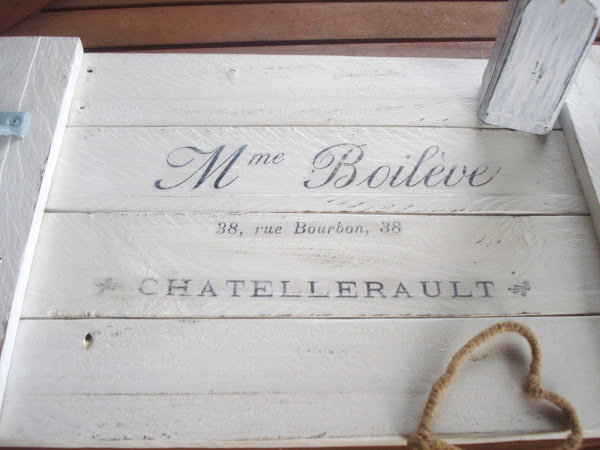 Mme Boilève
38, rue Bourbon, 38
CHATELLERAULT